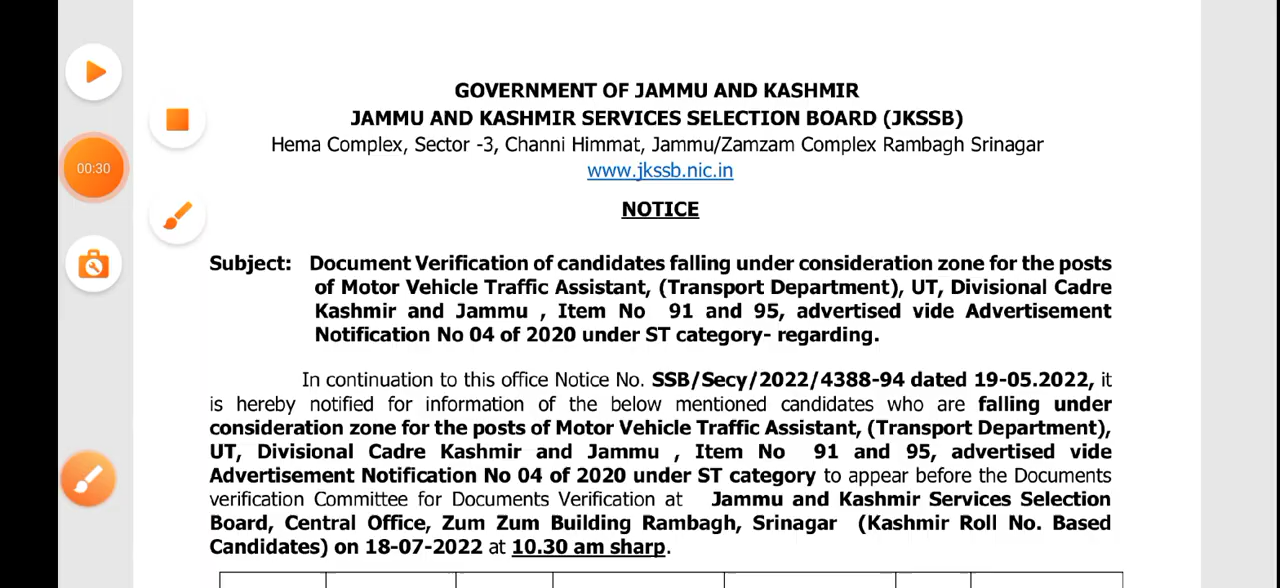 00:30
GOVERNMENT OF JAMMU AND KASHMIR
JAMMU AND KASHMIR SERVICES SELECTION BOARD (JKSSB)
Hema Complex, Sector -3, Channi Himmat, Jammu/Zamzam Complex Rambagh Srinagar
www.jkssb.nic.in
NOTICE
Subject: Document Verification of candidates falling under consideration zone for the posts
of Motor Vehicle Traffic Assistant, (Transport Department), UT, Divisional Cadre
Kashmir and Jammu , Item No 91 and 95, advertised vide Advertisement
Notification No 04 of 2020 under ST category- regarding.
In continuation to this office Notice No. SSB/Secy/2022/4388-94 dated 19-05.2022, it
is hereby notified for information of the below mentioned candidates who are falling under
consideration zone for the posts of Motor Vehicle Traffic Assistant, (Transport Department),
UT, Divisional Cadre Kashmir and Jammu , Item No 91 and 95, advertised vide
Advertisement Notification No 04 of 2020 under ST category to appear before the Documents
verification Committee for Documents Verification at Jammu and Kashmir Services Selection
Board, Central Office, Zum Zum Building Rambagh, Srinagar (Kashmir Roll No. Based
Candidates) on 18-07-2022 at 10.30 am sharp.